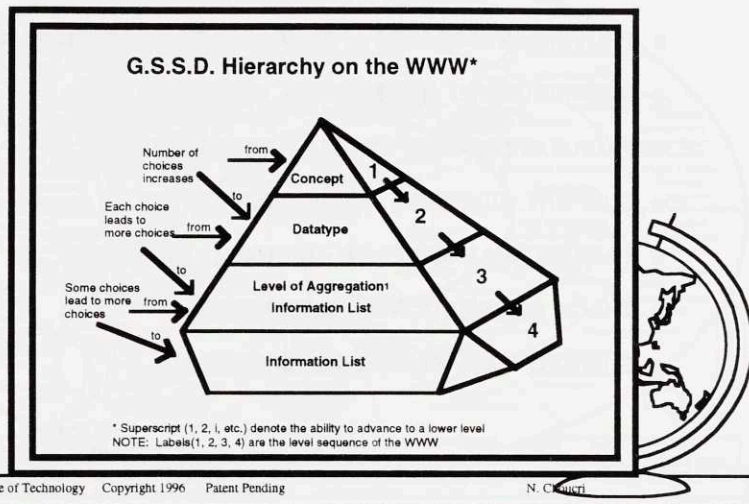 G.S.S.D. Hierarchy on the WWW*
Number of
choices
increases
from
to
Each choice
leads to
more choices
from
to
Some choices
lead to more
choices
from
to
Concept
Datatype
Level of Aggregation¹
Information List
Information List
1
2
3
4
* Superscript (1, 2, i, etc.) denote the ability to advance to a lower level
NOTE: Labels(1, 2, 3, 4) are the level sequence of the WWW
e of Technology Copyright 1996 Patent Pending N. Choucri